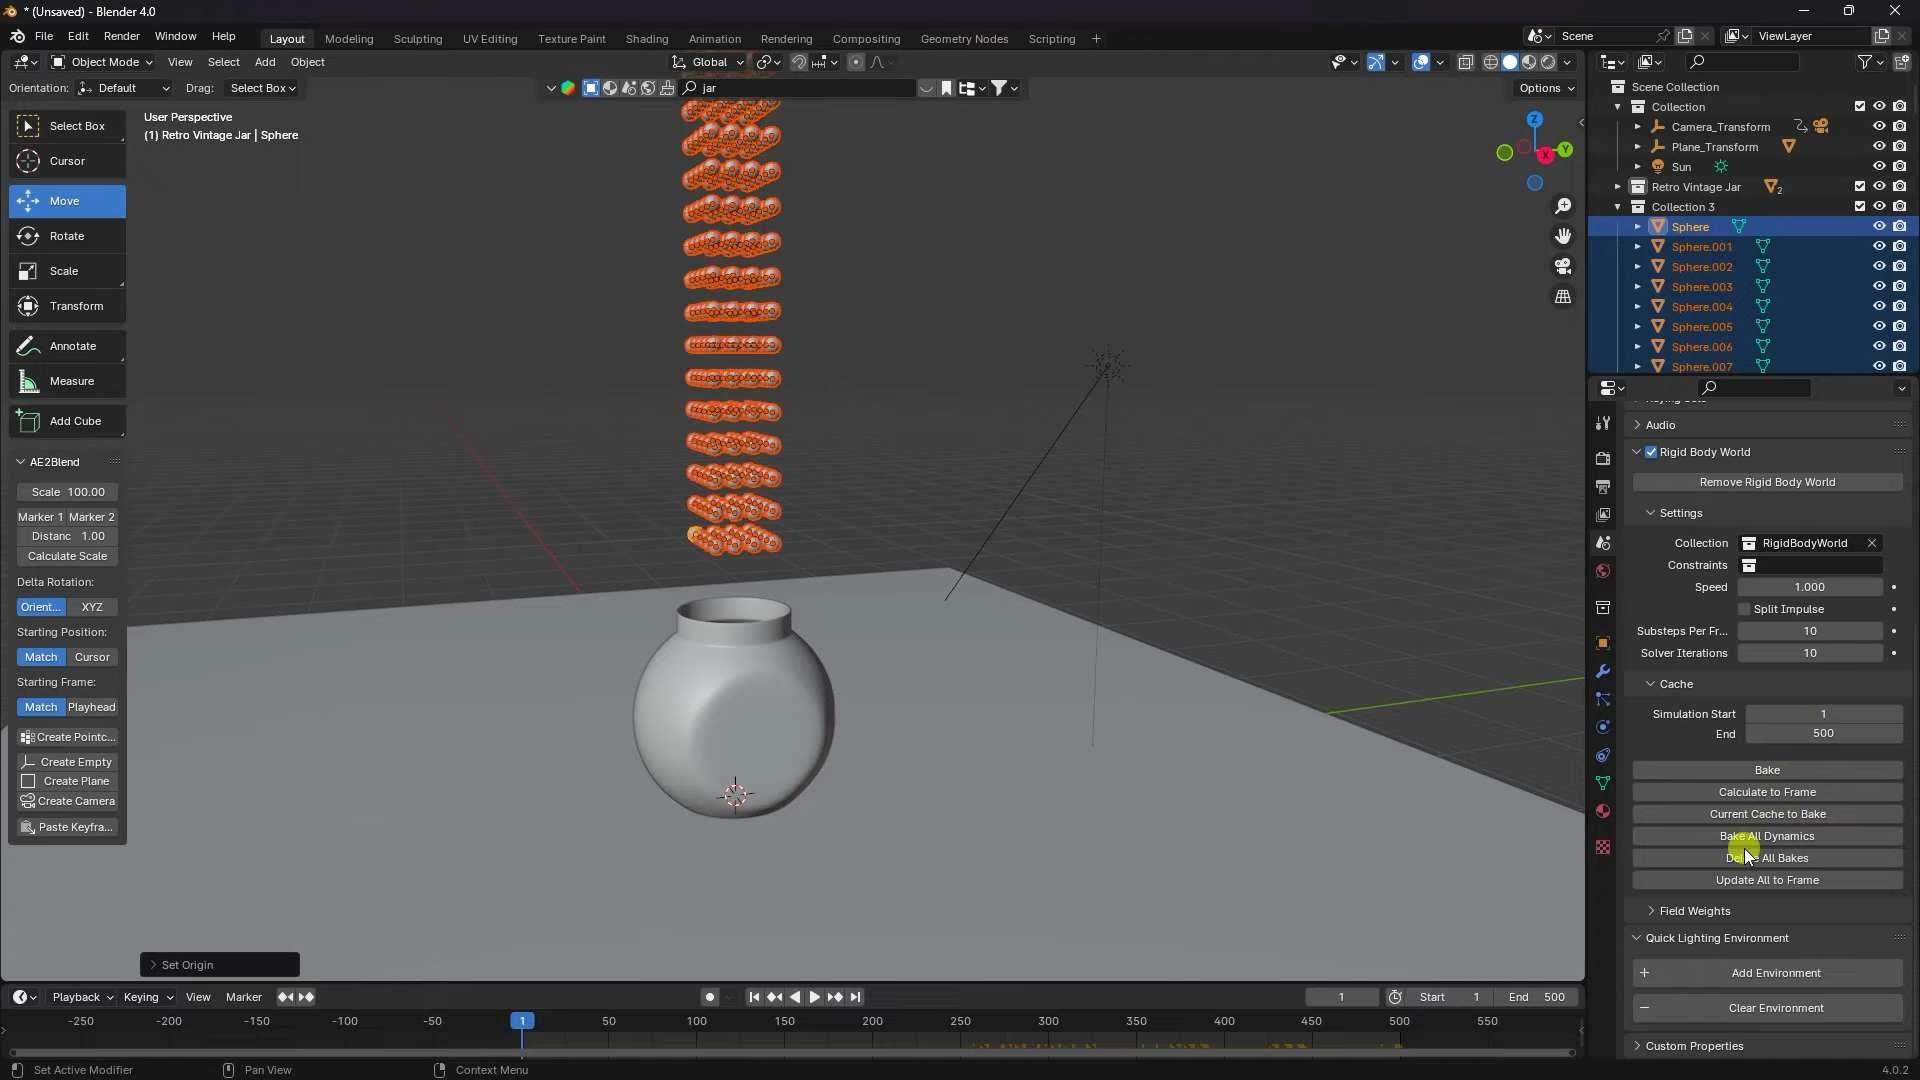 * (Unsaved) - Blender 4.0
File Edit Render Window Help
Layout Modeling Sculpting UV Editing Texture Paint Shading Animation Rendering Compositing Geometry Nodes Scripting +
Scene
ViewLayer
Object Mode View Select Add Object
Global
Orientation: Default Drag: Select Box
jar
Options
Select Box
Cursor
Move
Rotate
Scale
Transform
Annotate
Measure
Add Cube
User Perspective
(1) Retro Vintage Jar | Sphere
Z
Y
X
AE2Blend
Scale 100.00
Marker 1 Marker 2
Distanc 1.00
Calculate Scale
Delta Rotation:
Orient... XYZ
Starting Position:
Match Cursor
Starting Frame:
Match Playhead
Create Pointc...
Create Empty
Create Plane
Create Camera
Paste Keyfra...
Set Origin
Scene Collection
Collection
Camera_Transform
Plane_Transform
Sun
Retro Vintage Jar 2
Collection 3
Sphere
Sphere.001
Sphere.002
Sphere.003
Sphere.004
Sphere.005
Sphere.006
Sphere.007
Audio
Rigid Body World
Remove Rigid Body World
Settings
Collection RigidBodyWorld
Constraints
Speed 1.000
Split Impulse
Substeps Per Fr... 10
Solver Iterations 10
Cache
Simulation Start 1
End 500
Bake
Calculate to Frame
Current Cache to Bake
Bake All Dynamics
All Bakes
Update All to Frame
Field Weights
Quick Lighting Environment
Add Environment
Clear Environment
Custom Properties
Playback Keying View Marker
1 Start 1 End 500
-250 -200 -150 -100 -50 1 50 100 150 200 250 300 350 400 450 500 550
Set Active Modifier Pan View Context Menu
4.0.2